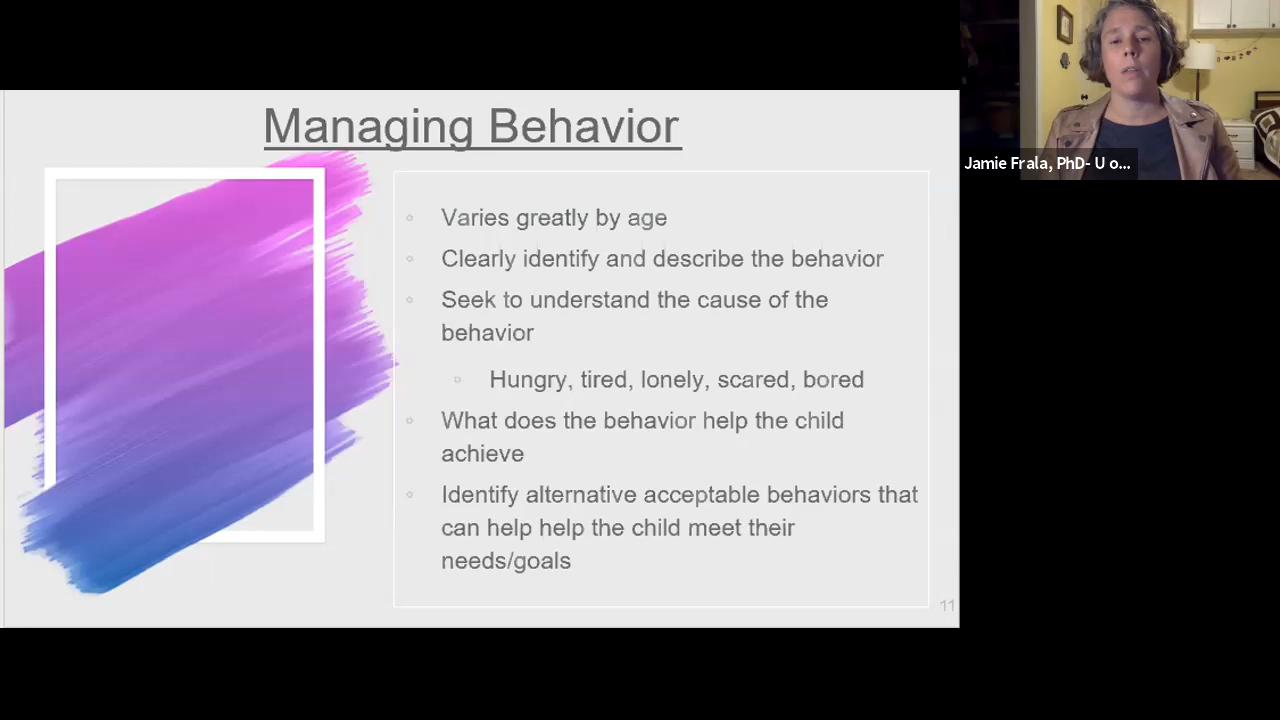 Managing Behavior
Varies greatly by age
Clearly identify and describe the behavior
Seek to understand the cause of the
behavior
Hungry, tired, lonely, scared, bored
What does the behavior help the child
achieve
Identify alternative acceptable behaviors that
can help help the child meet their
needs/goals
11
Jamie Frala, PhD- U o...